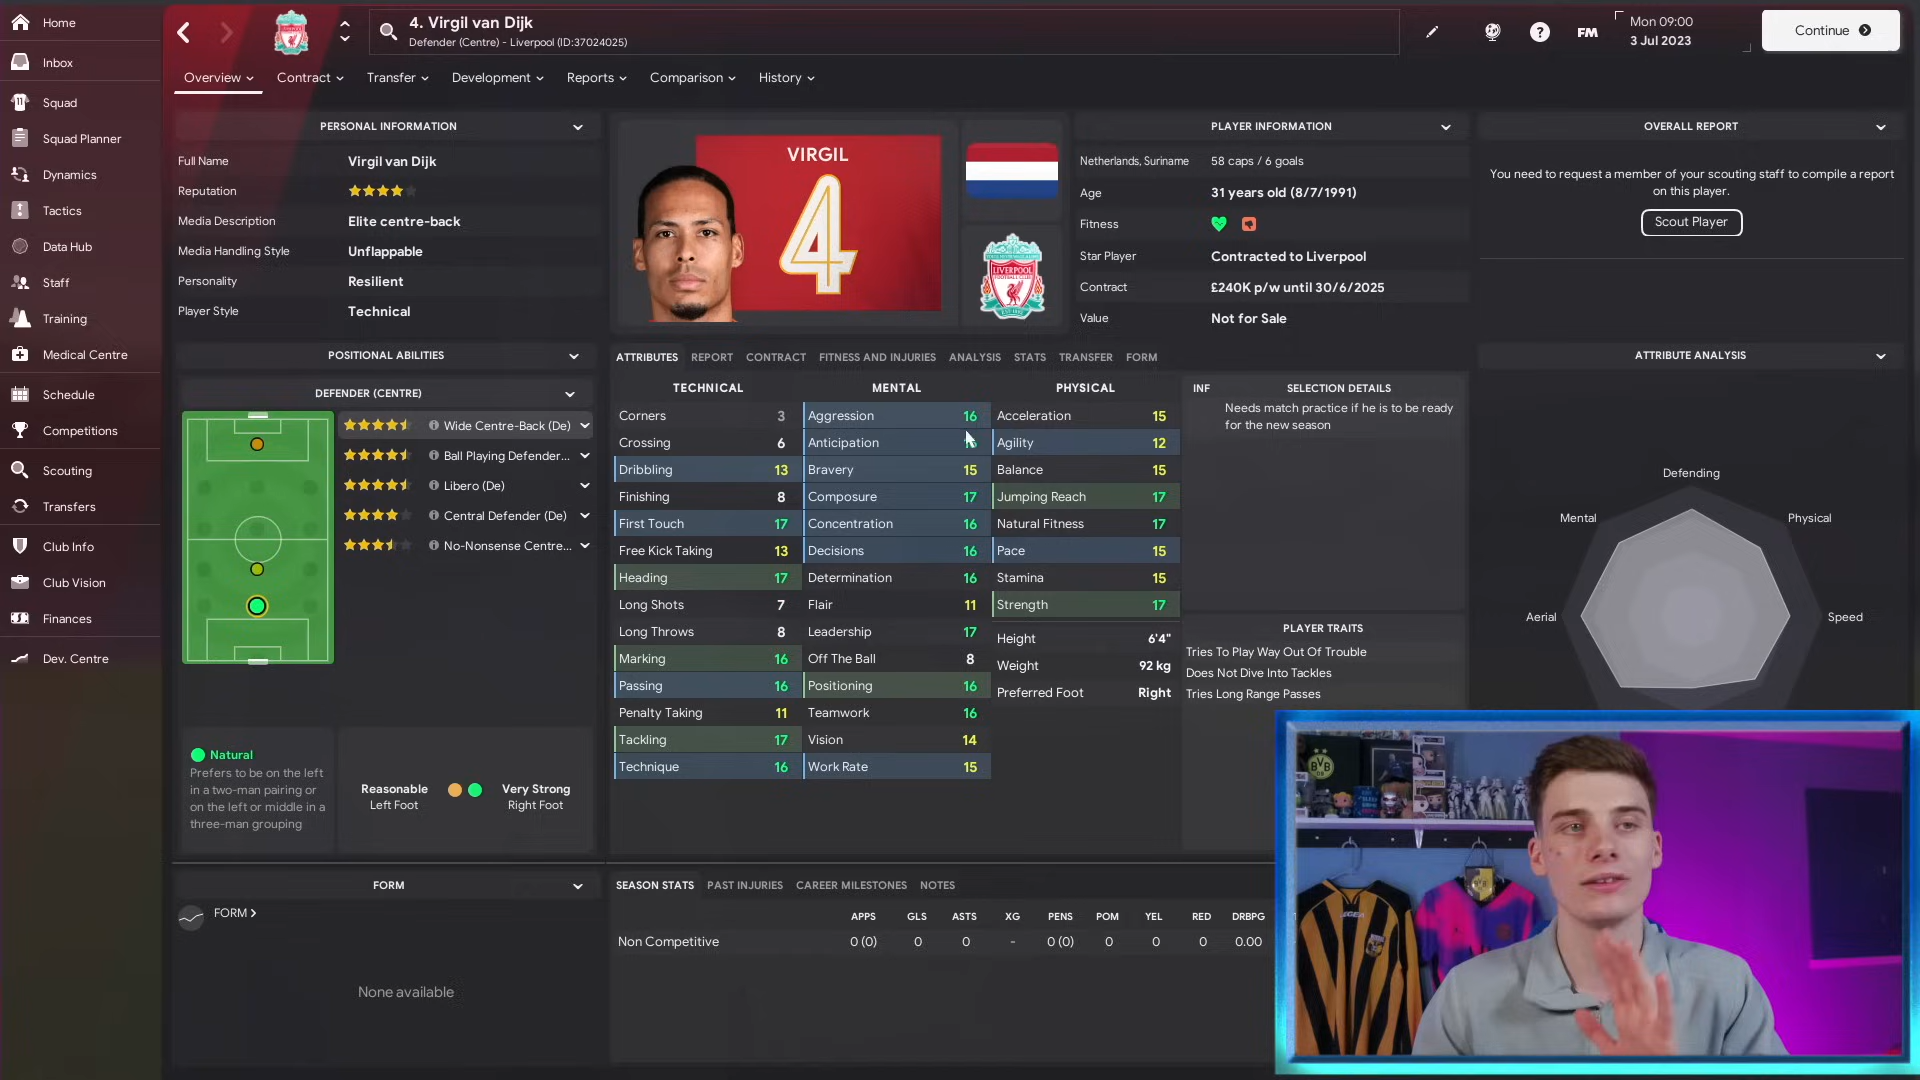 Home
Inbox
Squad
Squad Planner
Dynamics
Tactics
Data Hub
Staff
Training
Medical Centre
Schedule
Competitions
Scouting
Transfers
Club Info
Club Vision
Finances
Dev. Centre
4. Virgil van Dijk
Defender (Centre) - Liverpool (ID:37024025)
FM
Mon 09:00
3 Jul 2023
Continue
Overview Contract Transfer Development Reports Comparison History
PERSONAL INFORMATION
Full Name Virgil van Dijk
Reputation
Media Description Elite centre-back
Media Handling Style Unflappable
Personality Resilient
Player Style Technical
VIRGIL
4
LIVERPOOL
PLAYER INFORMATION
Netherlands, Suriname 58 caps / 6 goals
Age 31 years old (8/7/1991)
Fitness
Star Player Contracted to Liverpool
Contract £240K p/w until 30/6/2025
Value Not for Sale
OVERALL REPORT
You need to request a member of your scouting staff to compile a report
on this player.
Scout Player
POSITIONAL ABILITIES
DEFENDER (CENTRE)
Wide Centre-Back (De)
Ball Playing Defender...
Libero (De)
Central Defender (De)
No-Nonsense Centre...
Natural
Prefers to be on the left
in a two-man pairing or
on the left or middle in a
three-man grouping
Reasonable
Left Foot
Very Strong
Right Foot
ATTRIBUTES REPORT CONTRACT FITNESS AND INJURIES ANALYSIS STATS TRANSFER FORM
TECHNICAL
Corners 3
Crossing 6
Dribbling 13
Finishing 8
First Touch 17
Free Kick Taking 13
Heading 17
Long Shots 7
Long Throws 8
Marking 16
Passing 16
Penalty Taking 11
Tackling 17
Technique 16
MENTAL
Aggression 16
Anticipation
Bravery 15
Composure 17
Concentration 16
Decisions 16
Determination 16
Flair 11
Leadership 17
Off The Ball 8
Positioning 16
Teamwork 16
Vision 14
Work Rate 15
PHYSICAL
Acceleration 15
Agility 12
Balance 15
Jumping Reach 17
Natural Fitness 17
Pace 15
Stamina 15
Strength 17
Height 6'4"
Weight 92 kg
Preferred Foot Right
INF SELECTION DETAILS
Needs match practice if he is to be ready
for the new season
PLAYER TRAITS
Tries To Play Way Out Of Trouble
Does Not Dive Into Tackles
Tries Long Range Passes
ATTRIBUTE ANALYSIS
Defending
Mental
Physical
Aerial
Speed
FORM
FORM
None available
SEASON STATS PAST INJURIES CAREER MILESTONES NOTES
APPS GLS ASTS XG PENS POM YEL RED DRBPG
Non Competitive 0 (0) 0 0 - 0 (0) 0 0 0 0.00
BVB
09